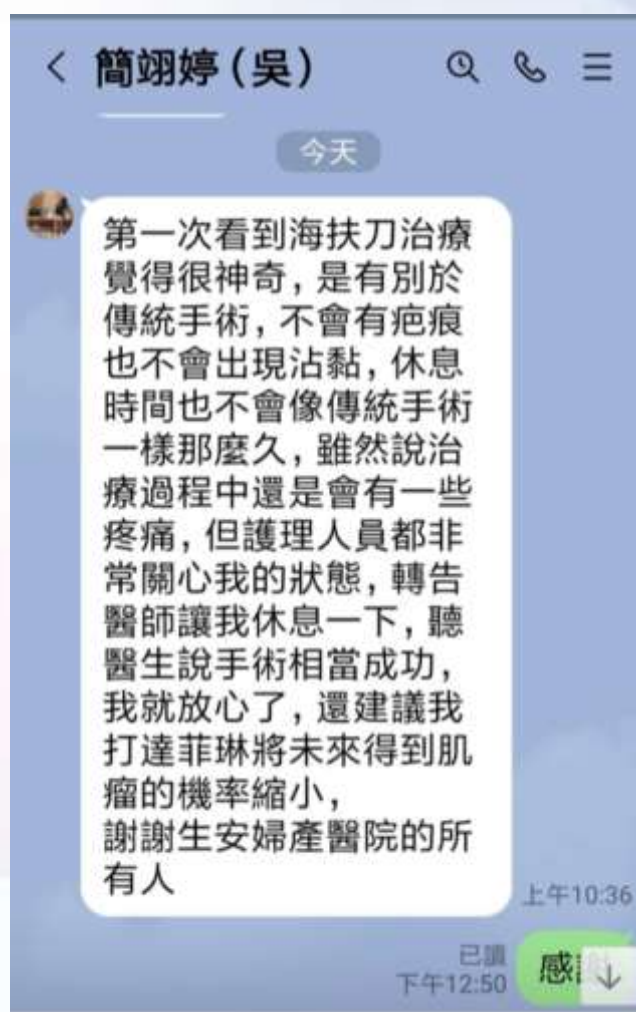 簡翊婷(吳)
今天
第一次看到海扶刀治療
覺得很神奇,是有別於
傳統手術,不會有疤痕
也不會出現沾黏,休息
時間也不會像傳統手術
一樣那麼久,雖然說治
療過程中還是會有一些
疼痛,但護理人員都非
常關心我的狀態,轉告
醫師讓我休息一下,聽
醫生說手術相當成功,
我就放心了,還建議我
打達菲琳將未來得到肌
瘤的機率縮小,
謝謝生安婦產醫院的所
有人
上午10:36
已讀
下午12:50
感